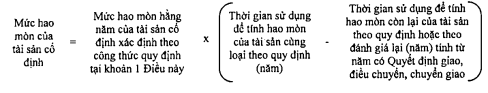 Mức hao
mòn của
tài sản cố
định
=
Mức hao mòn hằng
năm của tài sản cố
định xác định theo
công thức quy định
tại khoản 1 Điều này
x
(
Thời gian sử dụng
để tính hao mòn
của tài sản cùng
loại theo quy định
(năm)
-
Thời gian sử dụng để tính
hao mòn còn lại của tài sản
theo quy định hoặc theo
đánh giá lại (năm) tính từ
năm có Quyết định giao,
điều chuyển, chuyển giao
)